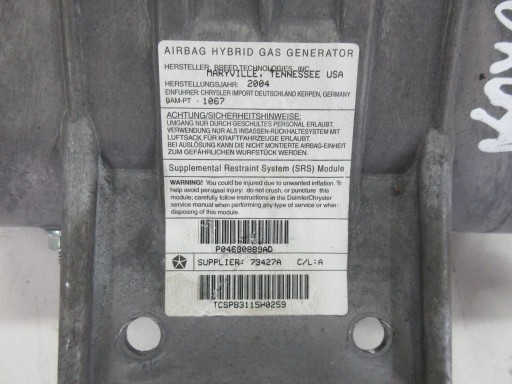 AIRBAG HYBRID GAS GENERATOR
HERSTELLER: BREED TECHNOLOGIES, INC.
MARYVILLE, TENNESSEE USA
HERSTELLUNGSJAHR: 2004
EINFUHRER: CHRYSLER IMPORT DEUTSCHLAND KERPEN, GERMANY
BAM-PT - 1067
ACHTUNG/SICHERHEITSHINWEISE:
UMGANG NUR DURCH GESCHULTES PERSONAL ERLAUBT,
VERWENDUNG NUR ALS INSASSEN-RÜCKHALTESYSTEM MIT
LUFTSACK FÜR KRAFTFAHRZEUGE ERLAUBT.
BEI AUSLÖSUNG KANN DIE NICHT MONTIERTE AIRBAG-EINHEIT
ZUM GEFÄHRLICHEN WURFSTÜCK WERDEN.
Supplemental Restraint System (SRS) Module
WARNING! You could be injured due to unwanted inflation. To
help avoid personal injury: do not crush, or puncture this
module; carefully follow instructions in the DaimlerChrysler
service manual when performing any type of service or when
disposing of this module.
P04680889AD
SUPPLIER: 73427A C/L:A
TCSPB3115H0259